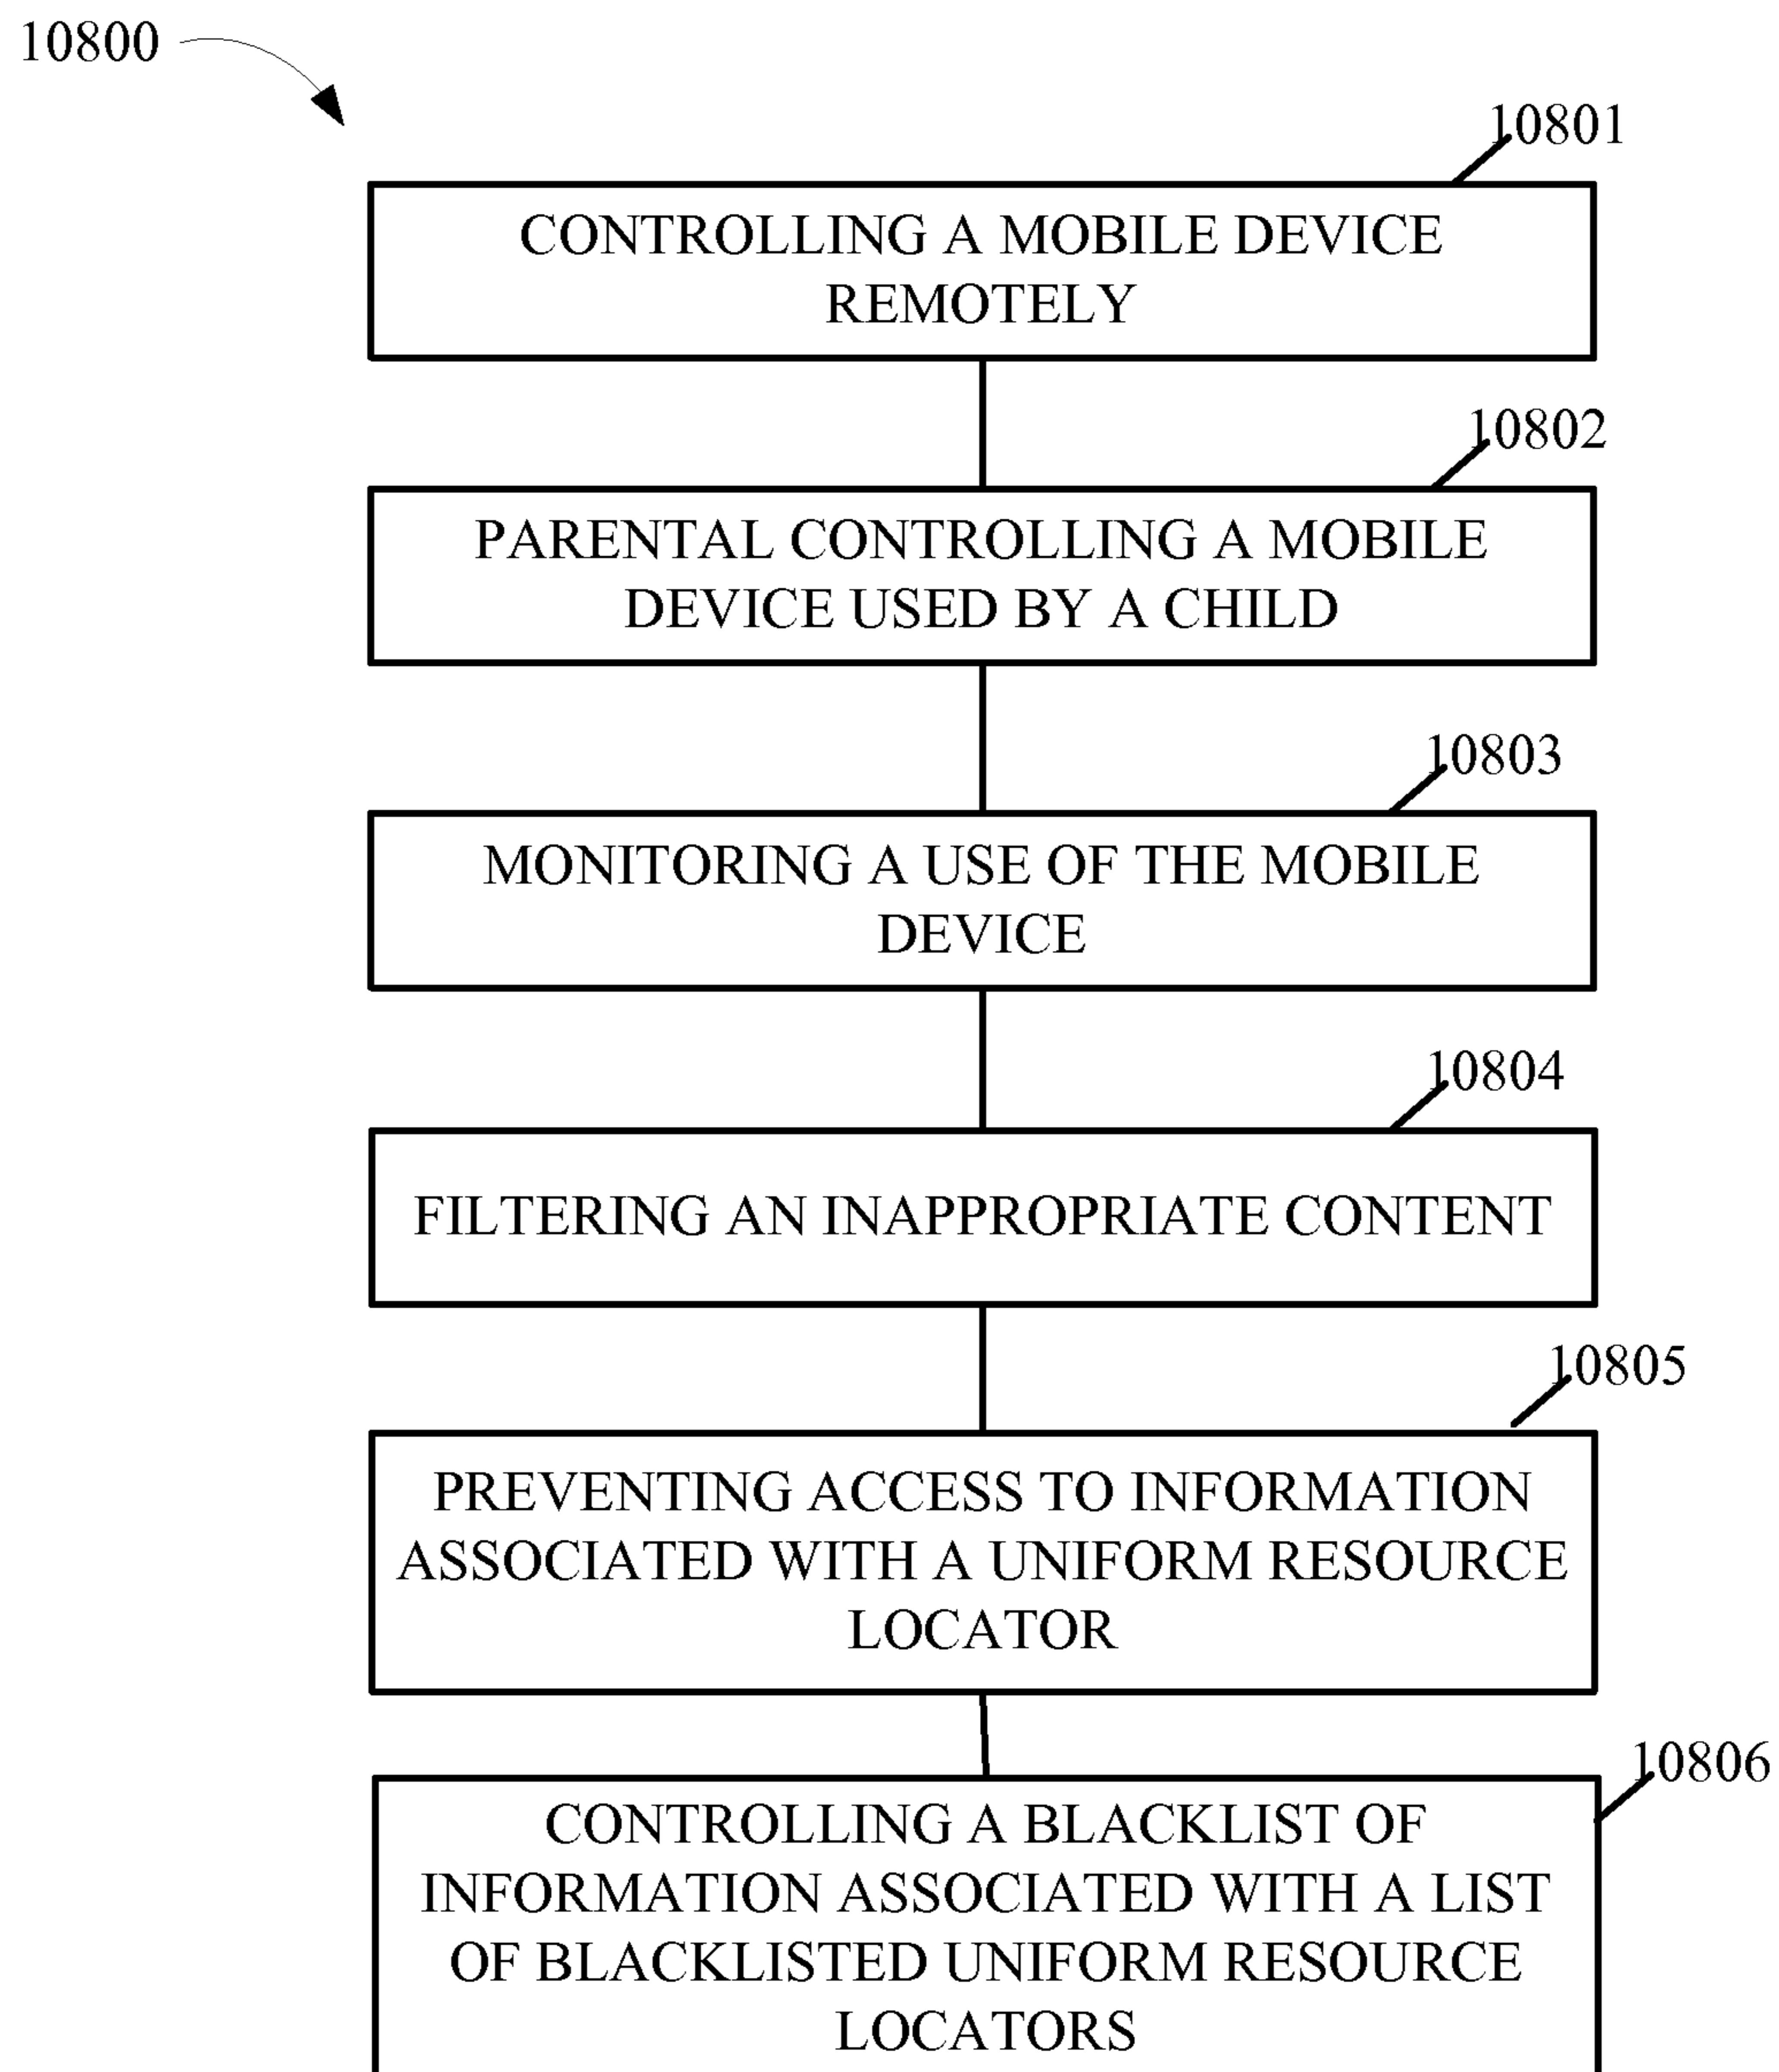 10800
10801
CONTROLLING A MOBILE DEVICE
REMOTELY
10802
PARENTAL CONTROLLING A MOBILE
DEVICE USED BY A CHILD
10803
MONITORING A USE OF THE MOBILE
DEVICE
10804
FILTERING AN INAPPROPRIATE CONTENT
10805
PREVENTING ACCESS TO INFORMATION
ASSOCIATED WITH A UNIFORM RESOURCE
LOCATOR
10806
CONTROLLING A BLACKLIST OF
INFORMATION ASSOCIATED WITH A LIST
OF BLACKLISTED UNIFORM RESOURCE
LOCATORS